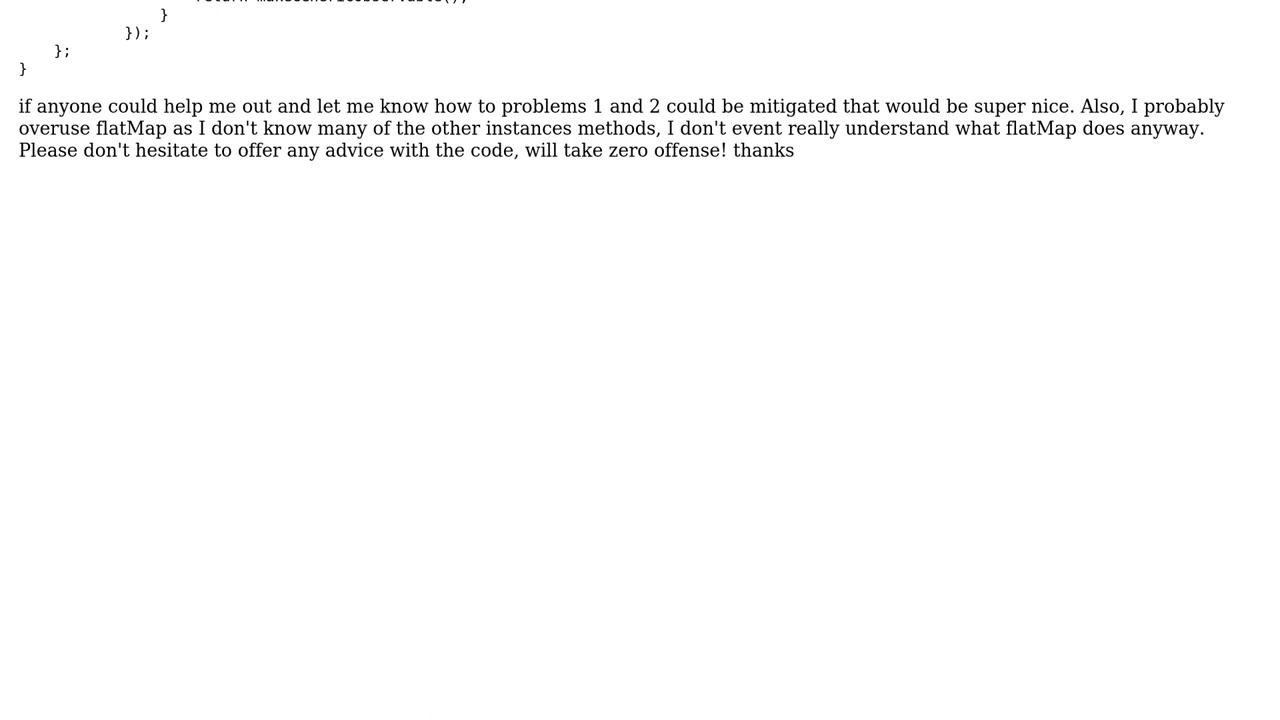 }
});
};
}
if anyone could help me out and let me know how to problems 1 and 2 could be mitigated that would be super nice. Also, I probably
overuse flatMap as I don't know many of the other instances methods, I don't event really understand what flatMap does anyway.
Please don't hesitate to offer any advice with the code, will take zero offense! thanks